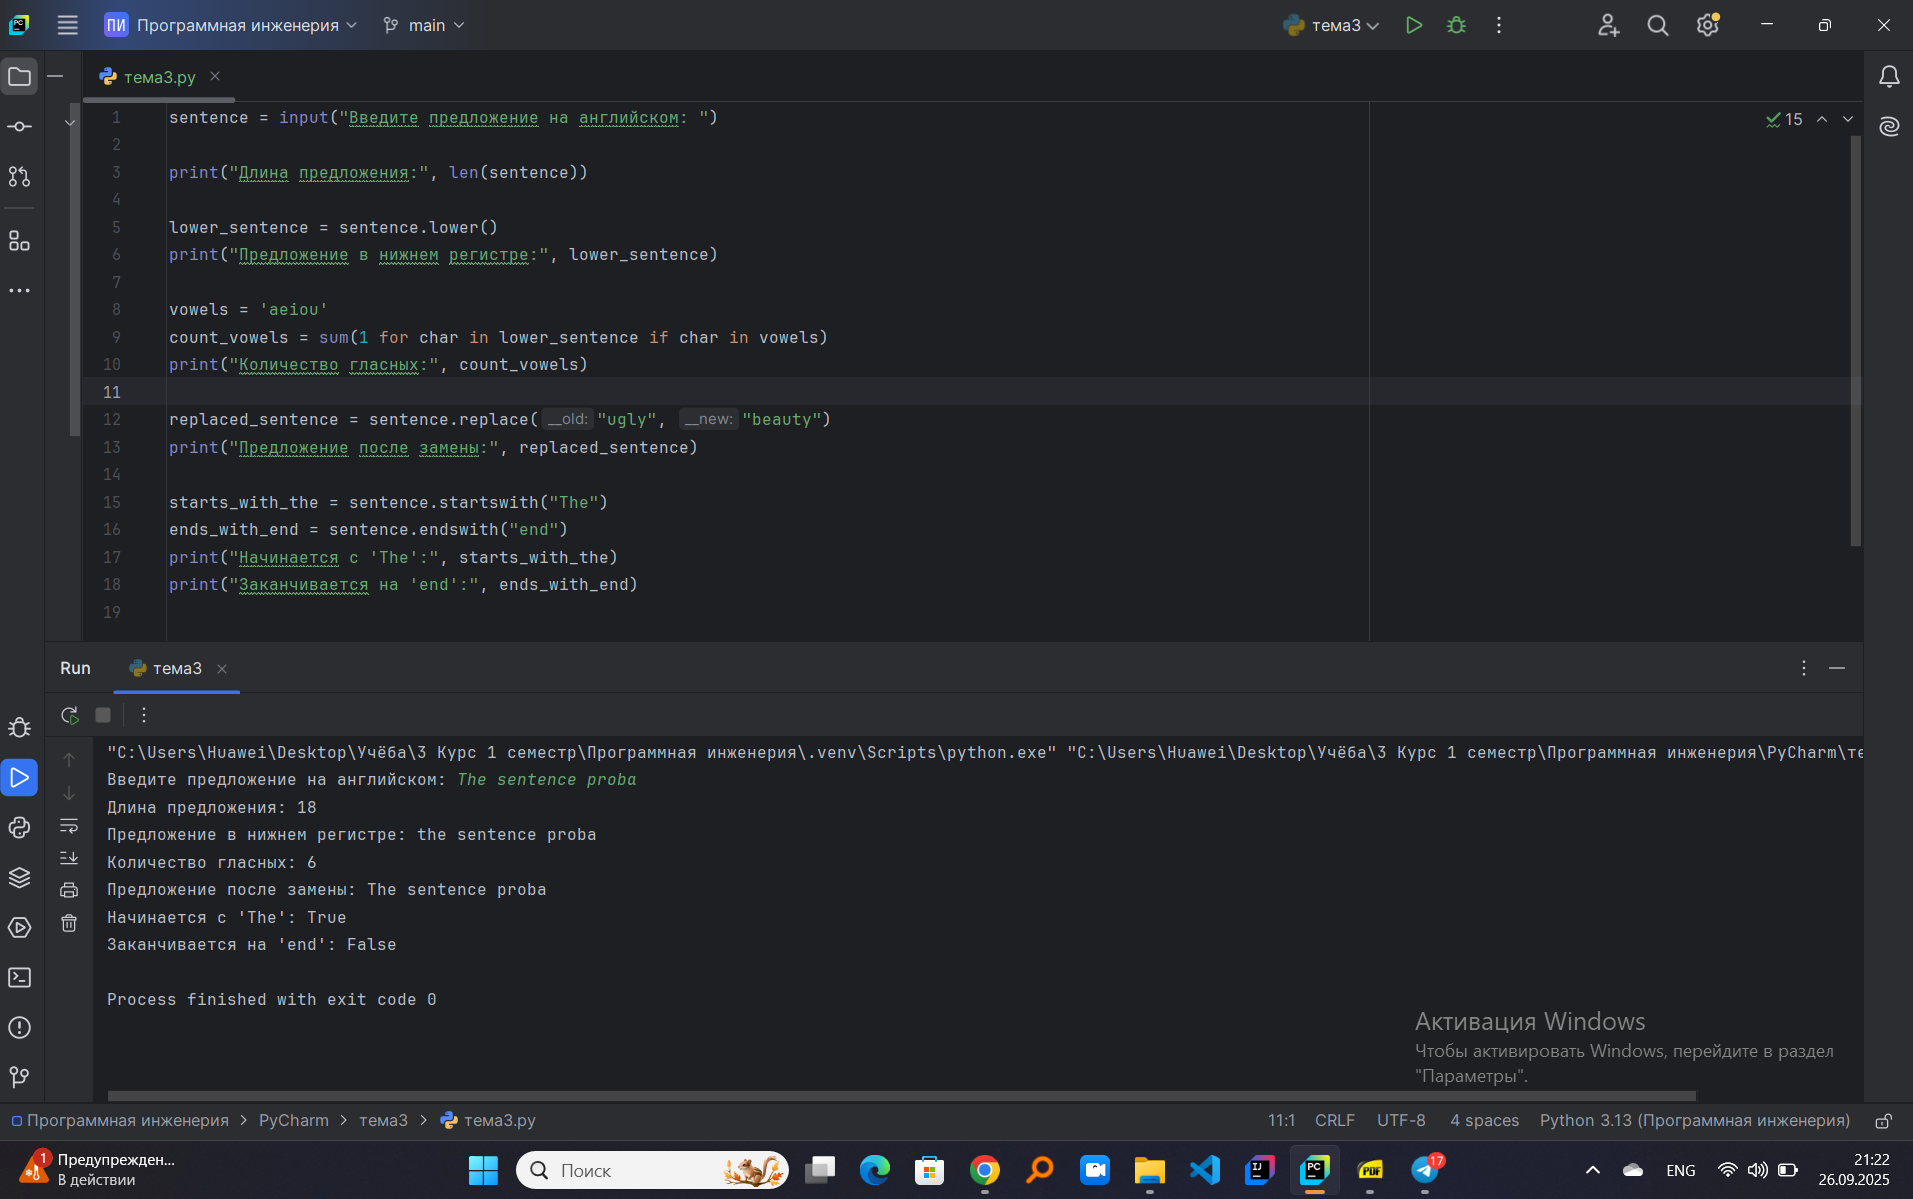 ПИ Программная инженерия main тема3
тема3.py
15
1 sentence = input("Введите предложение на английском: ")
2
3 print("Длина предложения:", len(sentence))
4
5 lower_sentence = sentence.lower()
6 print("Предложение в нижнем регистре:", lower_sentence)
7
8 vowels = 'aeiou'
9 count_vowels = sum(1 for char in lower_sentence if char in vowels)
10 print("Количество гласных:", count_vowels)
11
12 replaced_sentence = sentence.replace( __old: "ugly", __new: "beauty")
13 print("Предложение после замены:", replaced_sentence)
14
15 starts_with_the = sentence.startswith("The")
16 ends_with_end = sentence.endswith("end")
17 print("Начинается с 'The':", starts_with_the)
18 print("Заканчивается на 'end':", ends_with_end)
19
Run тема3
"C:\Users\Huawei\Desktop\Учёба\3 Курс 1 семестр\Программная инженерия\.venv\Scripts\python.exe" "C:\Users\Huawei\Desktop\Учёба\3 Курс 1 семестр\Программная инженерия\PyCharm\те
Введите предложение на английском: The sentence proba
Длина предложения: 18
Предложение в нижнем регистре: the sentence proba
Количество гласных: 6
Предложение после замены: The sentence proba
Начинается с 'The': True
Заканчивается на 'end': False
Process finished with exit code 0
Активация Windows
Чтобы активировать Windows, перейдите в раздел
"Параметры".
Программная инженерия > PyCharm > тема3 > тема3.py 11:1 CRLF UTF-8 4 spaces Python 3.13 (Программная инженерия)
1 Предупрежден...
В действии
Поиск
PC
IJ
PC
PDF
17
ENG
21:22
26.09.2025